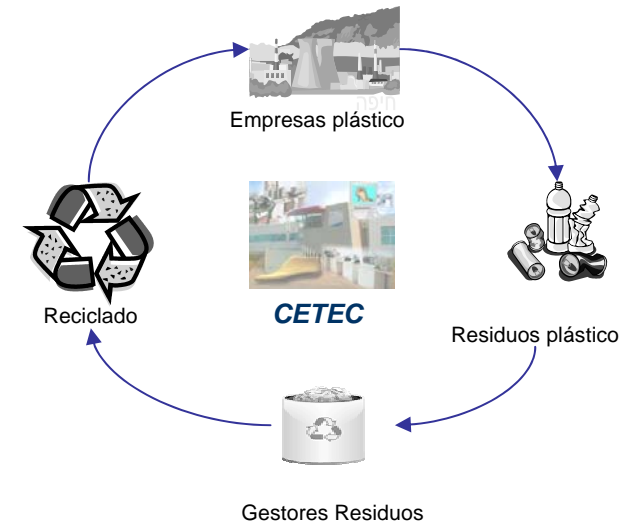 חיפה
Empresas plástico
Reciclado
CETEC
Residuos plástico
Gestores Residuos